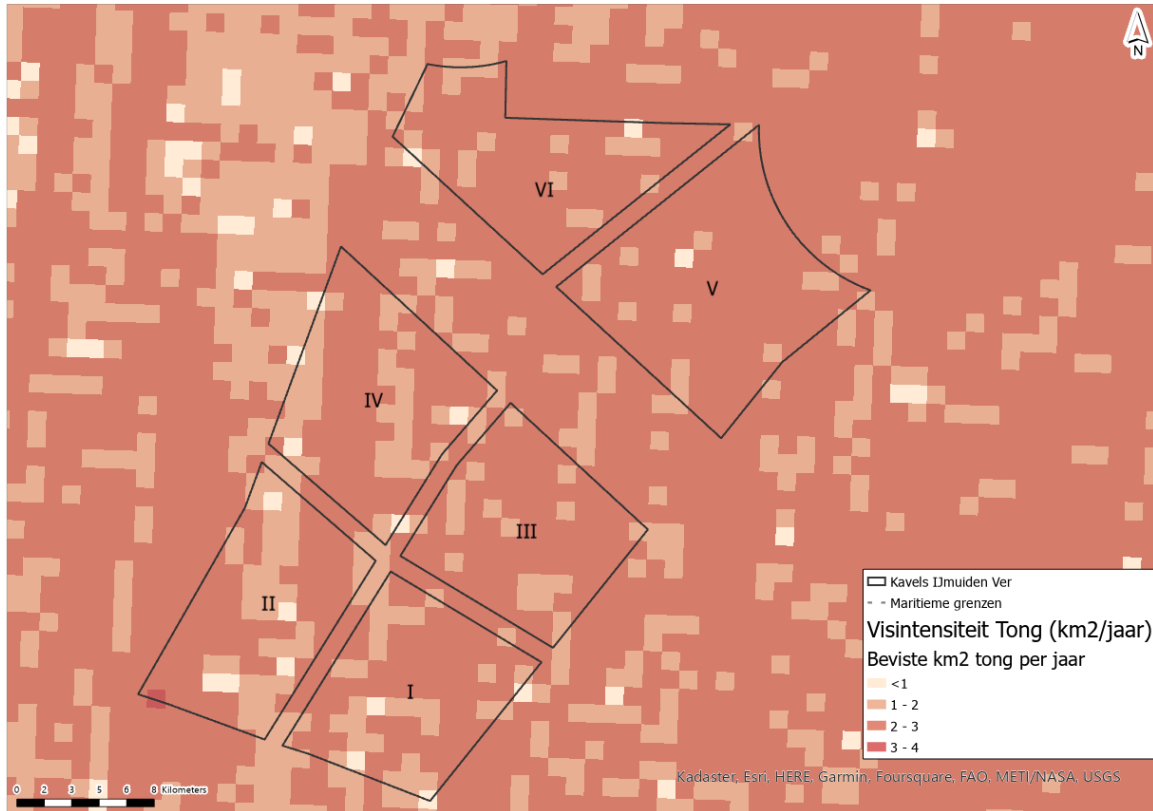 N
VI
V
IV
III
II
I
Kavels IJmuiden Ver
Maritieme grenzen
Visintensiteit Tong (km2/jaar)
Beviste km2 tong per jaar
<1
1 - 2
2 - 3
3 - 4
Kadaster, Esri, HERE, Garmin, Foursquare, FAO, METI/NASA, USGS
0 2 3 5 6 8 Kilometers